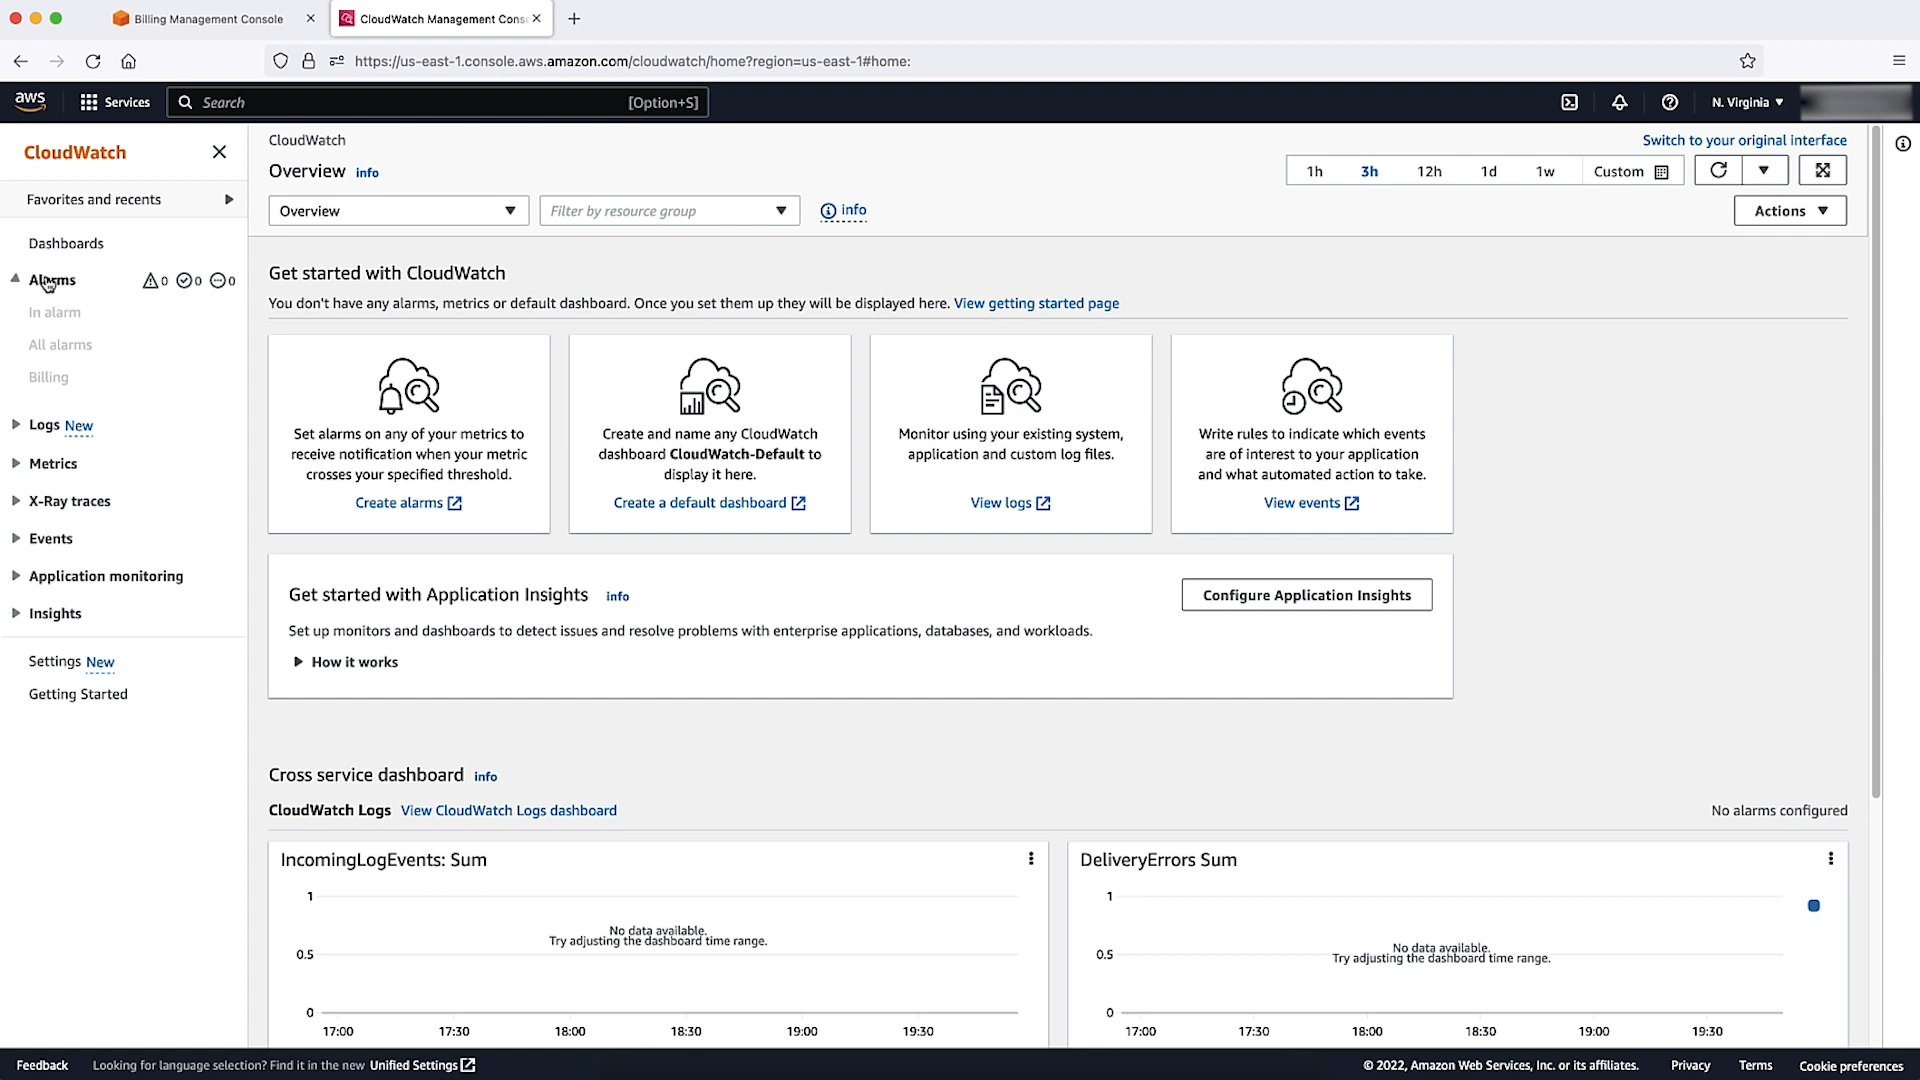 Billing Management Console
CloudWatch Management Conso
https://us-east-1.console.aws.amazon.com/cloudwatch/home?region=us-east-1#home:
aws
Services
Search
[Option+S]
N. Virginia
CloudWatch
Favorites and recents
Dashboards
Alarms
0
0
0
In alarm
All alarms
Billing
Logs New
Metrics
X-Ray traces
Events
Application monitoring
Insights
Settings New
Getting Started
CloudWatch
Switch to your original interface
Overview info
1h 3h 12h 1d 1w Custom
Overview
Filter by resource group
info
Actions
Get started with CloudWatch
You don't have any alarms, metrics or default dashboard. Once you set them up they will be displayed here. View getting started page
Set alarms on any of your metrics to
receive notification when your metric
crosses your specified threshold.
Create alarms
Create and name any CloudWatch
dashboard CloudWatch-Default to
display it here.
Create a default dashboard
Monitor using your existing system,
application and custom log files.
View logs
Write rules to indicate which events
are of interest to your application
and what automated action to take.
View events
Get started with Application Insights info
Configure Application Insights
Set up monitors and dashboards to detect issues and resolve problems with enterprise applications, databases, and workloads.
How it works
Cross service dashboard info
CloudWatch Logs View CloudWatch Logs dashboard
No alarms configured
IncomingLogEvents: Sum
1
No data available.
Try adjusting the dashboard time range.
0.5
0
17:00 17:30 18:00 18:30 19:00 19:30
DeliveryErrors Sum
1
No data available.
Try adjusting the dashboard time range.
0.5
0
17:00 17:30 18:00 18:30 19:00 19:30
Feedback
Looking for language selection? Find it in the new Unified Settings
© 2022, Amazon Web Services, Inc. or its affiliates.
Privacy
Terms
Cookie preferences